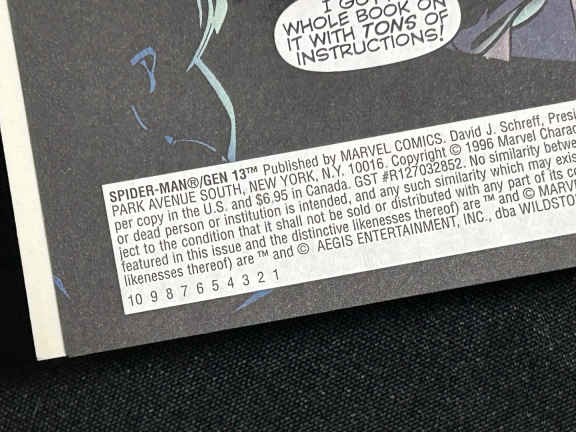 I GOT
WHOLE BOOK ON
IT WITH TONS OF
INSTRUCTIONS!
SPIDER-MAN®/GEN 13™ Published by MARVEL COMICS. David J. Schreff, Presi
PARK AVENUE SOUTH, NEW YORK, N.Y. 10016. Copyright © 1996 Marvel Charac
per copy in the U.S. and $6.95 in Canada. GST #R127032852. No similarity betwe
or dead person or institution is intended, and any such similarity which may exis
ject to the condition that it shall not be sold or distributed with any part of its co
featured in this issue and the distinctive likenesses thereof) are ™ and © MARV
likenesses thereof) are ™ and © AEGIS ENTERTAINMENT, INC., dba WILDSTO
10 9 8 7 6 5 4 3 2 1